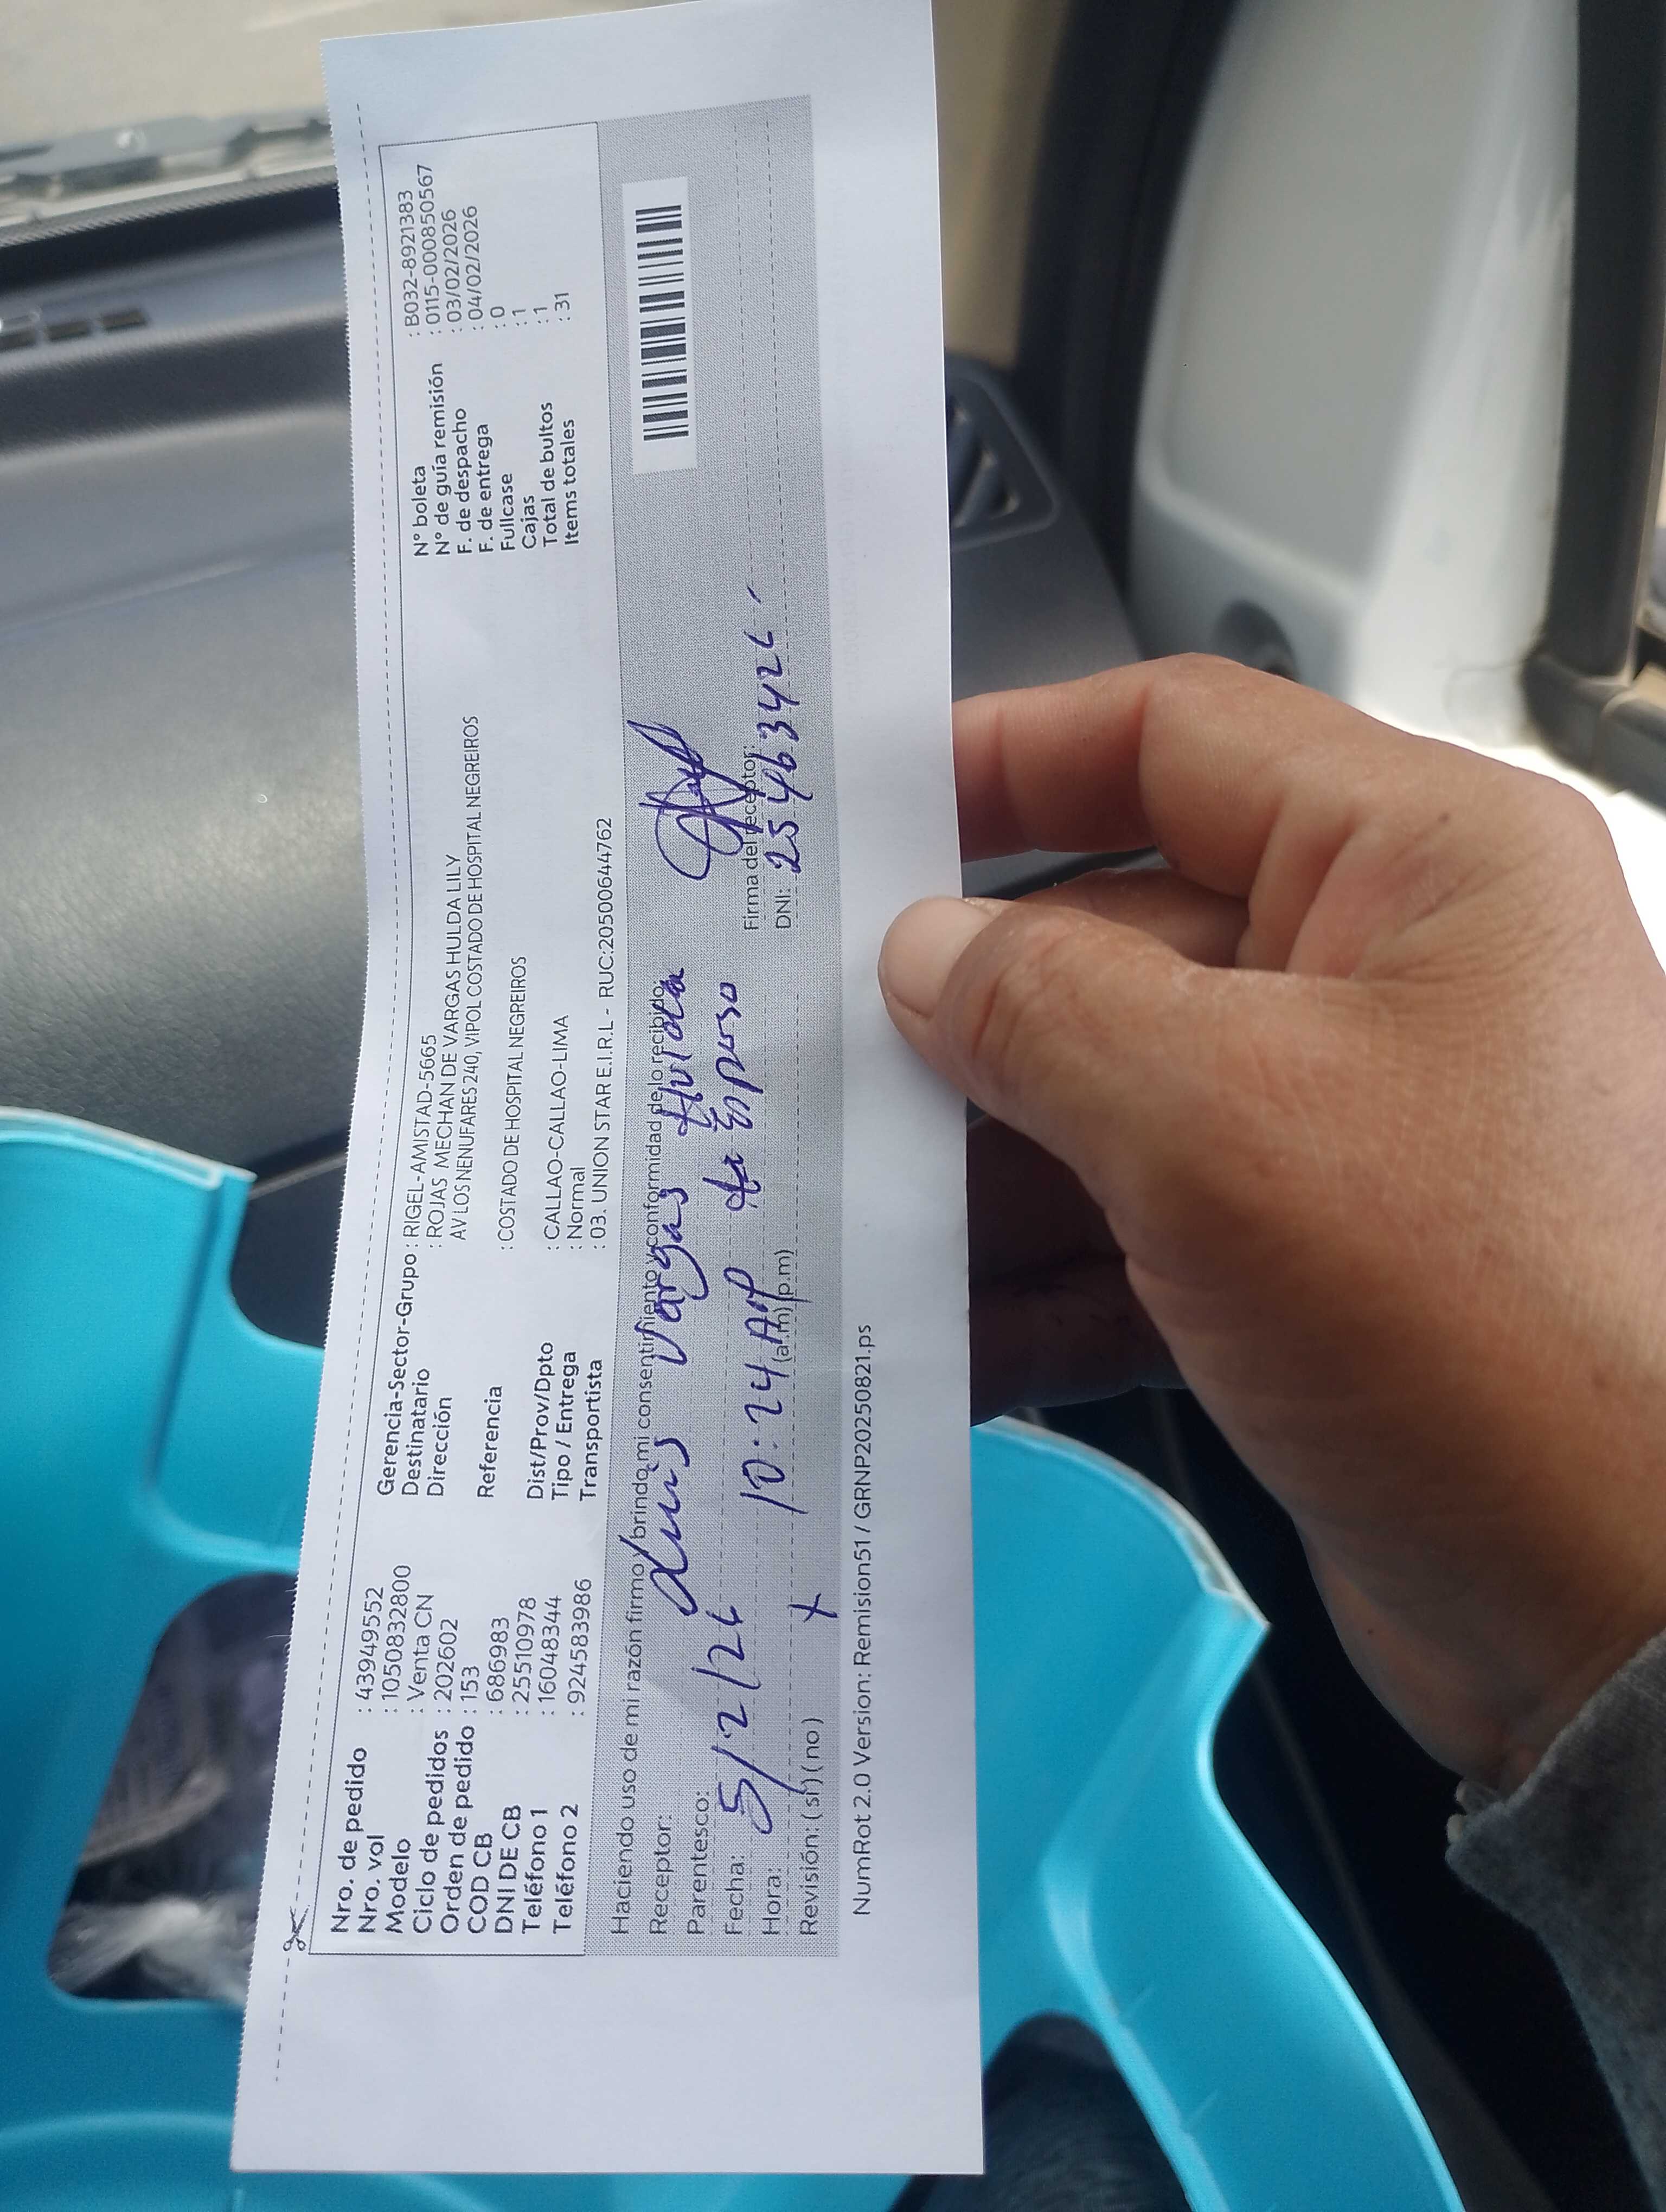 Nro. de pedido : 43949552
Nro. vol : 105083​2800
Modelo : Venta CN
Ciclo de pedidos : 202602
Orden de pedido : 153
COD CB : 686983
DNI DE CB : 25510978
Teléfono 1 : 16048344
Teléfono 2 : 924583986
Gerencia-Sector-Grupo : RIGEL-AMISTAD-5665
Destinatario : ROJAS MECHAN DE VARGAS HULDA LILY
Dirección AV LOS NENUFARES 240, VIPOL COSTADO DE HOSPITAL NEGREIROS
Referencia : COSTADO DE HOSPITAL NEGREIROS
Dist/Prov/Dpto : CALLAO-CALLAO-LIMA
Tipo / Entrega : Normal
Transportista : 03. UNION STAR E.I.R.L - RUC:20500644762
N° boleta : B032-8921383
N° de guía remisión : 0115-000850567
F. de despacho : 03/02/2026
F. de entrega : 04/02/2026
Fullcase : 0
Cajas : 1
Total de bultos : 1
Items totales : 31
Haciendo uso de mi razón firmo y brindo mi consentimiento y conformidad de lo recibido:
Receptor: Luis Vargas Hulda
Parentesco: Esposo
Fecha: 5/2/26
Hora: 10:24 (a.m) (p.m)
Revisión: (sí) (no) x
Firma del receptor:
DNI: 25463426
NumRot 2.0 Version: Remision51 / GRNP20250821.ps